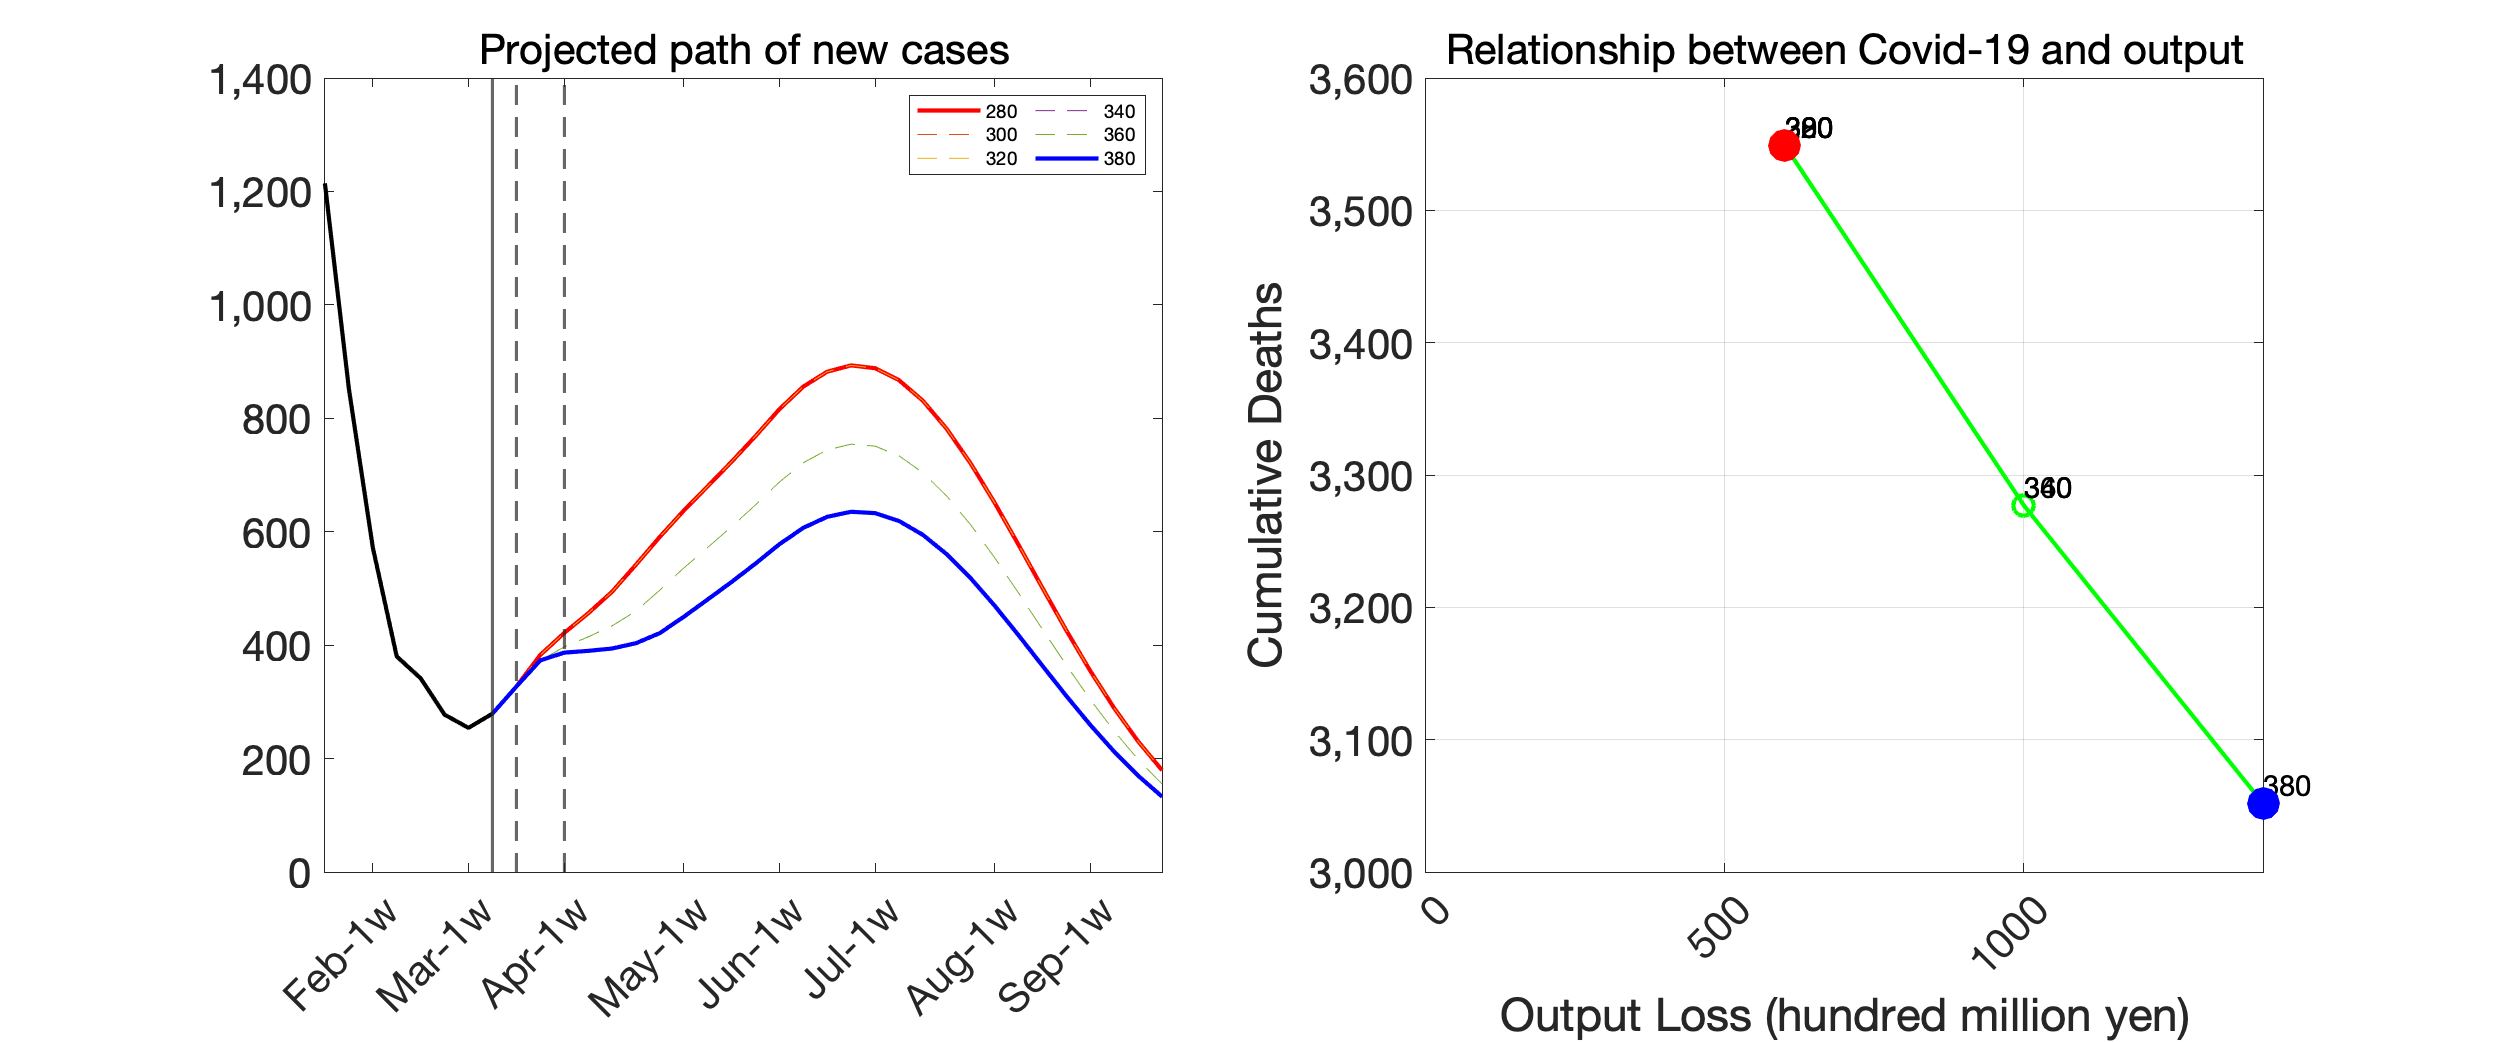 Projected path of new cases
1,400
1,200
1,000
800
600
400
200
0
280
300
320
340
360
380
Feb-1w
Mar-1w
Apr-1w
May-1w
Jun-1w
Jul-1w
Aug-1w
Sep-1w
Relationship between Covid-19 and output
Cumulative Deaths
3,600
3,500
3,400
3,300
3,200
3,100
3,000
380
0
500
1000
Output Loss (hundred million yen)